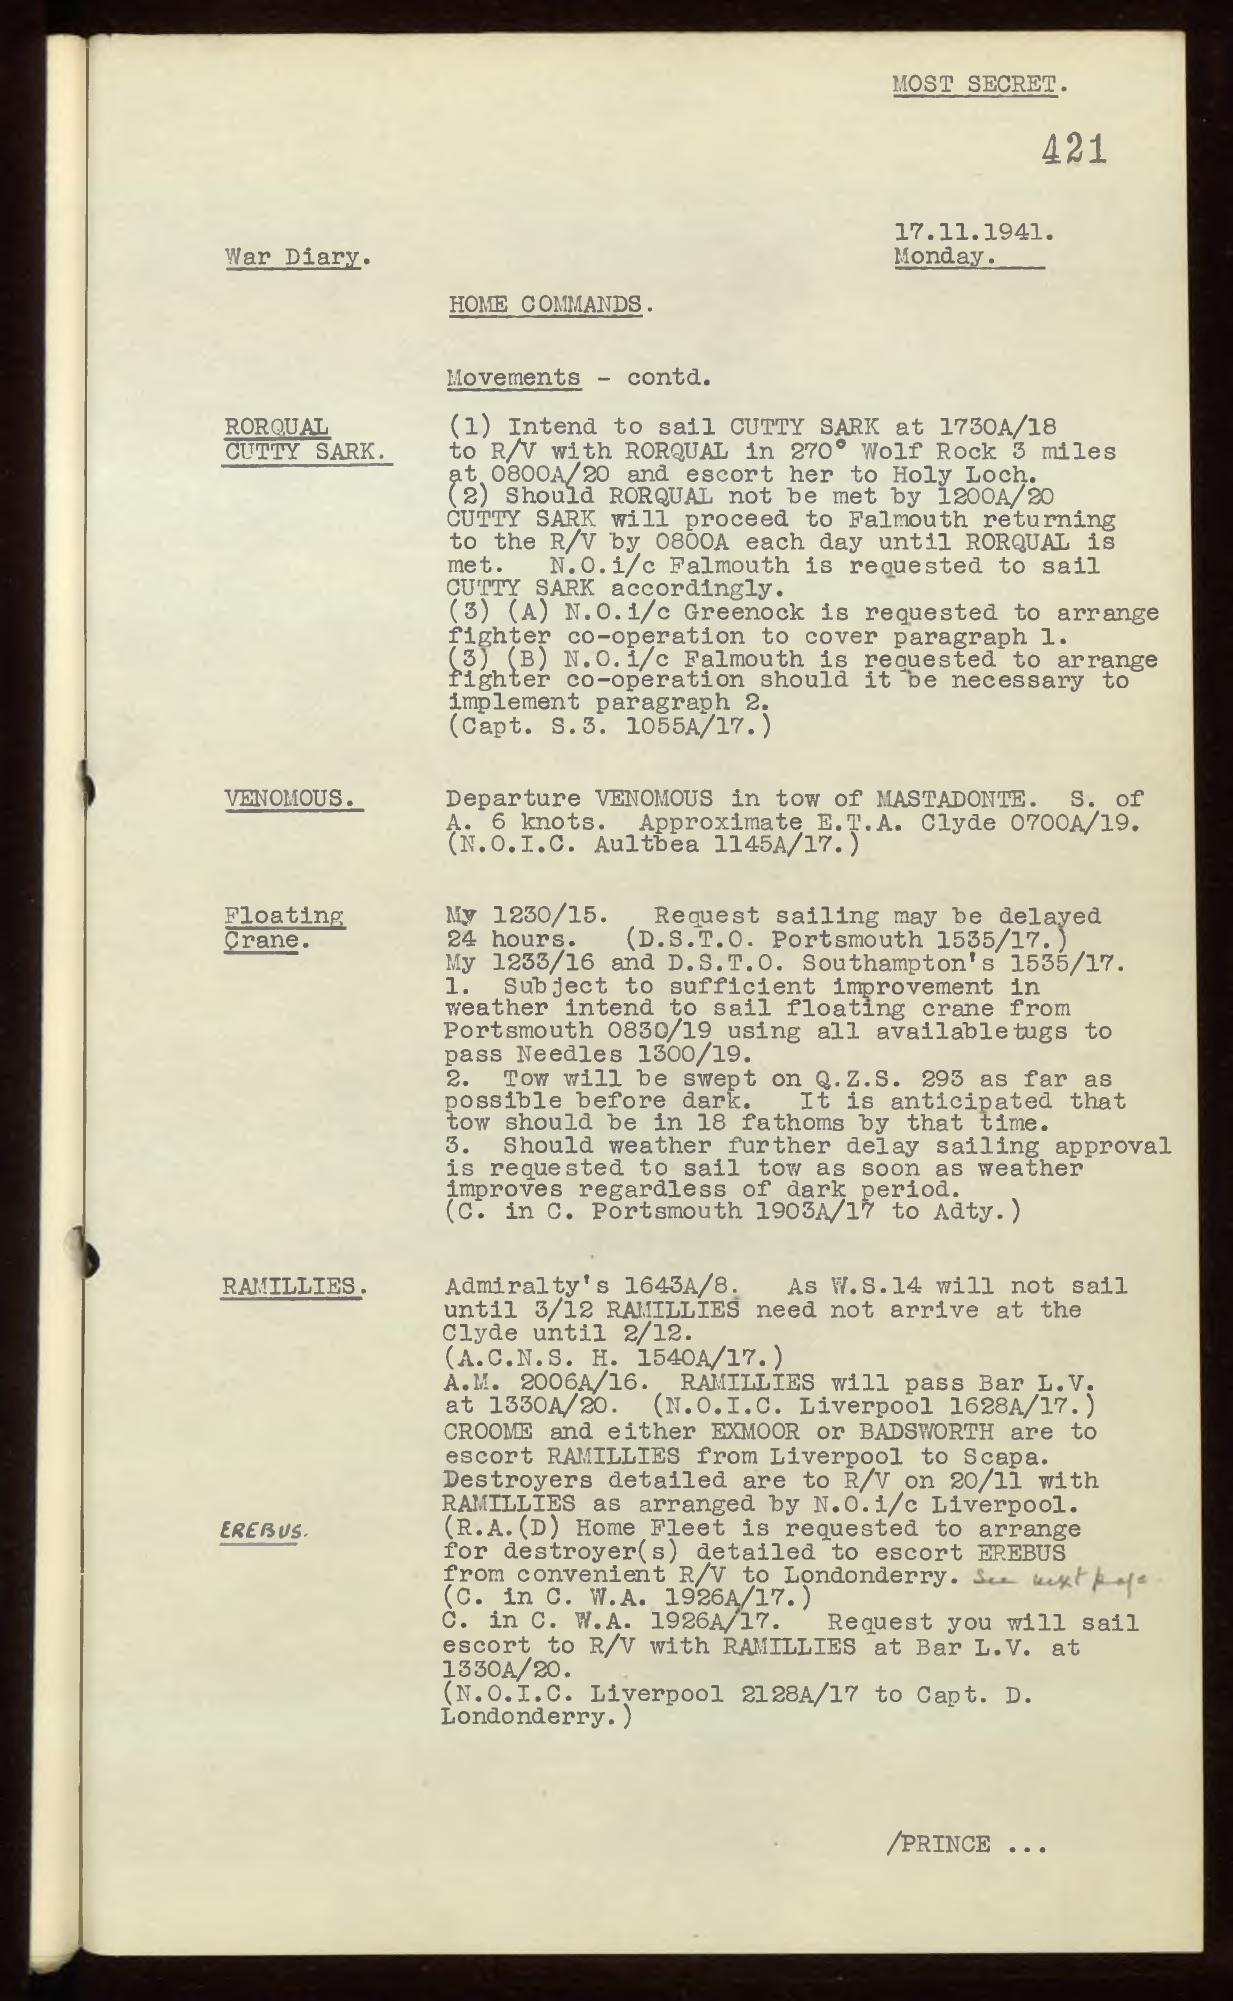 MOST SECRET.
421
17.11.1941.
War Diary.
Monday.
HOME COMMANDS.
Movements - contd.
RORQUAL
CUTTY SARK.
(1) Intend to sail CUTTY SARK at 1730A/18
to R/V with RORQUAL in 270° Wolf Rock 3 miles
at 0800A/20 and escort her to Holy Loch.
(2) Should RORQUAL not be met by 1200A/20
CUTTY SARK will proceed to Falmouth returning
to the R/V by 0800A each day until RORQUAL is
met. N.O.i/c Falmouth is requested to sail
CUTTY SARK accordingly.
(3) (A) N.O.i/c Greenock is requested to arrange
fighter co-operation to cover paragraph 1.
(3) (B) N.O.i/c Falmouth is requested to arrange
fighter co-operation should it be necessary to
implement paragraph 2.
(Capt. S.3. 1055A/17.)
VENOMOUS.
Departure VENOMOUS in tow of MASTADONTE. S. of
A. 6 knots. Approximate E.T.A. Clyde 0700A/19.
(N.O.I.C. Aultbea 1145A/17.)
Floating
Crane.
My 1230/15. Request sailing may be delayed
24 hours. (D.S.T.O. Portsmouth 1535/17.)
My 1233/16 and D.S.T.O. Southampton's 1535/17.
1. Subject to sufficient improvement in
weather intend to sail floating crane from
Portsmouth 0830/19 using all available tugs to
pass Needles 1300/19.
2. Tow will be swept on Q.Z.S. 293 as far as
possible before dark. It is anticipated that
tow should be in 18 fathoms by that time.
3. Should weather further delay sailing approval
is requested to sail tow as soon as weather
improves regardless of dark period.
(C. in C. Portsmouth 1903A/17 to Adty.)
RAMILLIES.
Admiralty's 1643A/8. As W.S.14 will not sail
until 3/12 RAMILLIES need not arrive at the
Clyde until 2/12.
(A.C.N.S. H. 1540A/17.)
A.M. 2006A/16. RAMILLIES will pass Bar L.V.
at 1330A/20. (N.O.I.C. Liverpool 1628A/17.)
CROOME and either EXMOOR or BADSWORTH are to
escort RAMILLIES from Liverpool to Scapa.
Destroyers detailed are to R/V on 20/11 with
RAMILLIES as arranged by N.O.i/c Liverpool.
EREBUS.
(R.A.(D) Home Fleet is requested to arrange
for destroyer(s) detailed to escort EREBUS
from convenient R/V to Londonderry. See next page
(C. in C. W.A. 1926A/17.)
C. in C. W.A. 1926A/17. Request you will sail
escort to R/V with RAMILLIES at Bar L.V. at
1330A/20.
(N.O.I.C. Liverpool 2128A/17 to Capt. D.
Londonderry.)
/PRINCE ...